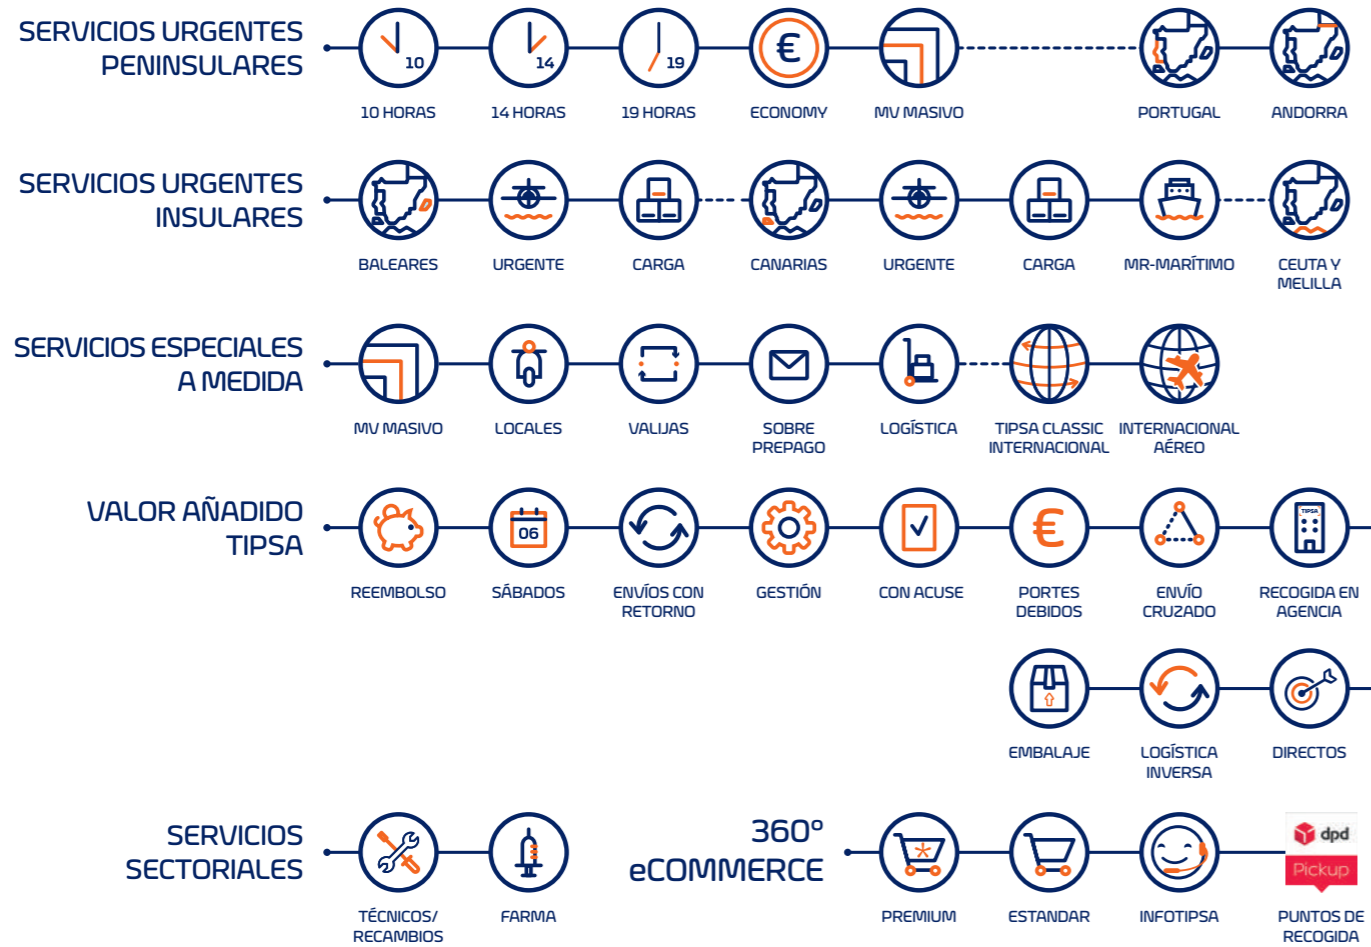 SERVICIOS URGENTES
PENINSULARES
10
14
19
€
10 HORAS
14 HORAS
19 HORAS
ECONOMY
MV MASIVO
PORTUGAL
ANDORRA
SERVICIOS URGENTES
INSULARES
BALEARES
URGENTE
CARGA
CANARIAS
URGENTE
CARGA
MR-MARÍTIMO
CEUTA Y
MELILLA
SERVICIOS ESPECIALES
A MEDIDA
MV MASIVO
LOCALES
VALIJAS
SOBRE
PREPAGO
LOGÍSTICA
TIPSA CLASSIC
INTERNACIONAL
INTERNACIONAL
AÉREO
VALOR AÑADIDO
TIPSA
06
€
TIPSA
REEMBOLSO
SÁBADOS
ENVÍOS CON
RETORNO
GESTIÓN
CON ACUSE
PORTES
DEBIDOS
ENVÍO
CRUZADO
RECOGIDA EN
AGENCIA
EMBALAJE
LOGÍSTICA
INVERSA
DIRECTOS
SERVICIOS
SECTORIALES
TÉCNICOS/
RECAMBIOS
FARMA
360º
eCOMMERCE
dpd
Pickup
PREMIUM
ESTANDAR
INFOTIPSA
PUNTOS DE
RECOGIDA